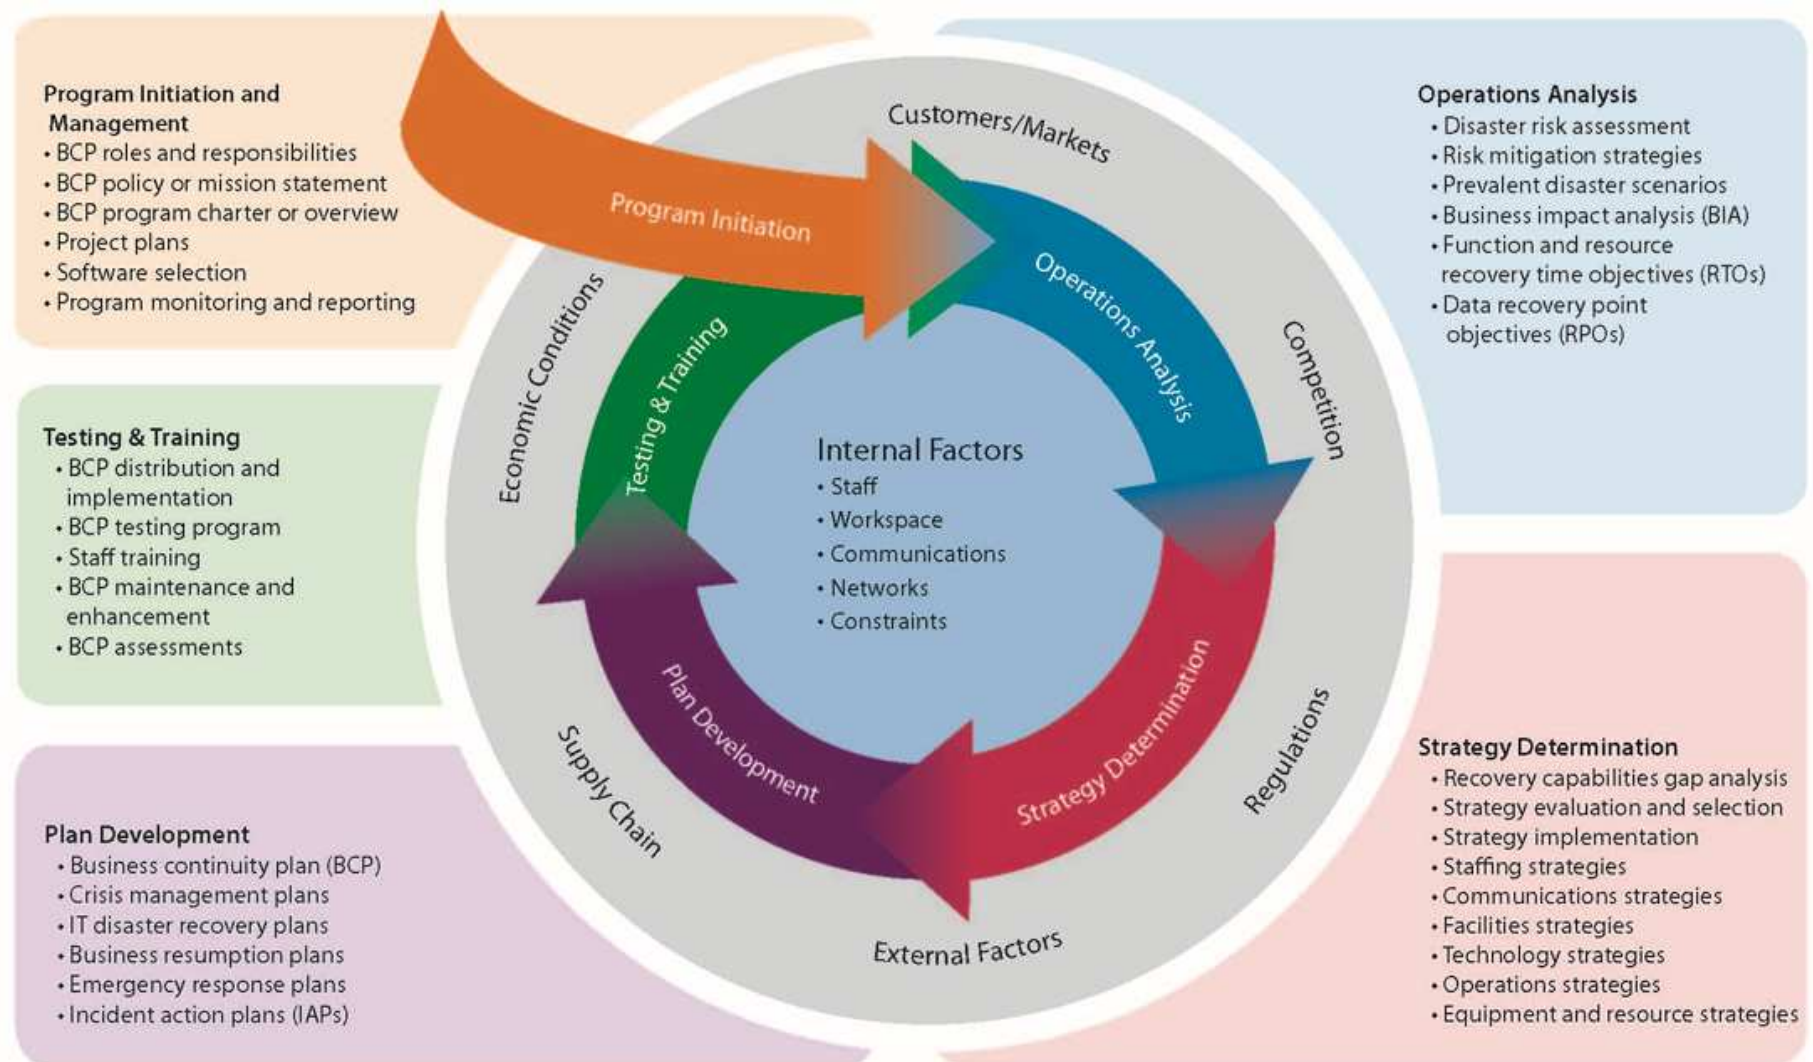 Program Initiation and
Management
• BCP roles and responsibilities
• BCP policy or mission statement
• BCP program charter or overview
• Project plans
• Software selection
• Program monitoring and reporting
Testing & Training
• BCP distribution and
implementation
• BCP testing program
• Staff training
• BCP maintenance and
enhancement
• BCP assessments
Plan Development
• Business continuity plan (BCP)
• Crisis management plans
• IT disaster recovery plans
• Business resumption plans
• Emergency response plans
• Incident action plans (IAPs)
Program Initiation
Operations Analysis
Strategy Determination
Plan Development
Testing & Training
Customers/Markets
Competition
Regulations
External Factors
Supply Chain
Economic Conditions
Internal Factors
• Staff
• Workspace
• Communications
• Networks
• Constraints
Operations Analysis
• Disaster risk assessment
• Risk mitigation strategies
• Prevalent disaster scenarios
• Business impact analysis (BIA)
• Function and resource
recovery time objectives (RTOs)
• Data recovery point
objectives (RPOs)
Strategy Determination
• Recovery capabilities gap analysis
• Strategy evaluation and selection
• Strategy implementation
• Staffing strategies
• Communications strategies
• Facilities strategies
• Technology strategies
• Operations strategies
• Equipment and resource strategies